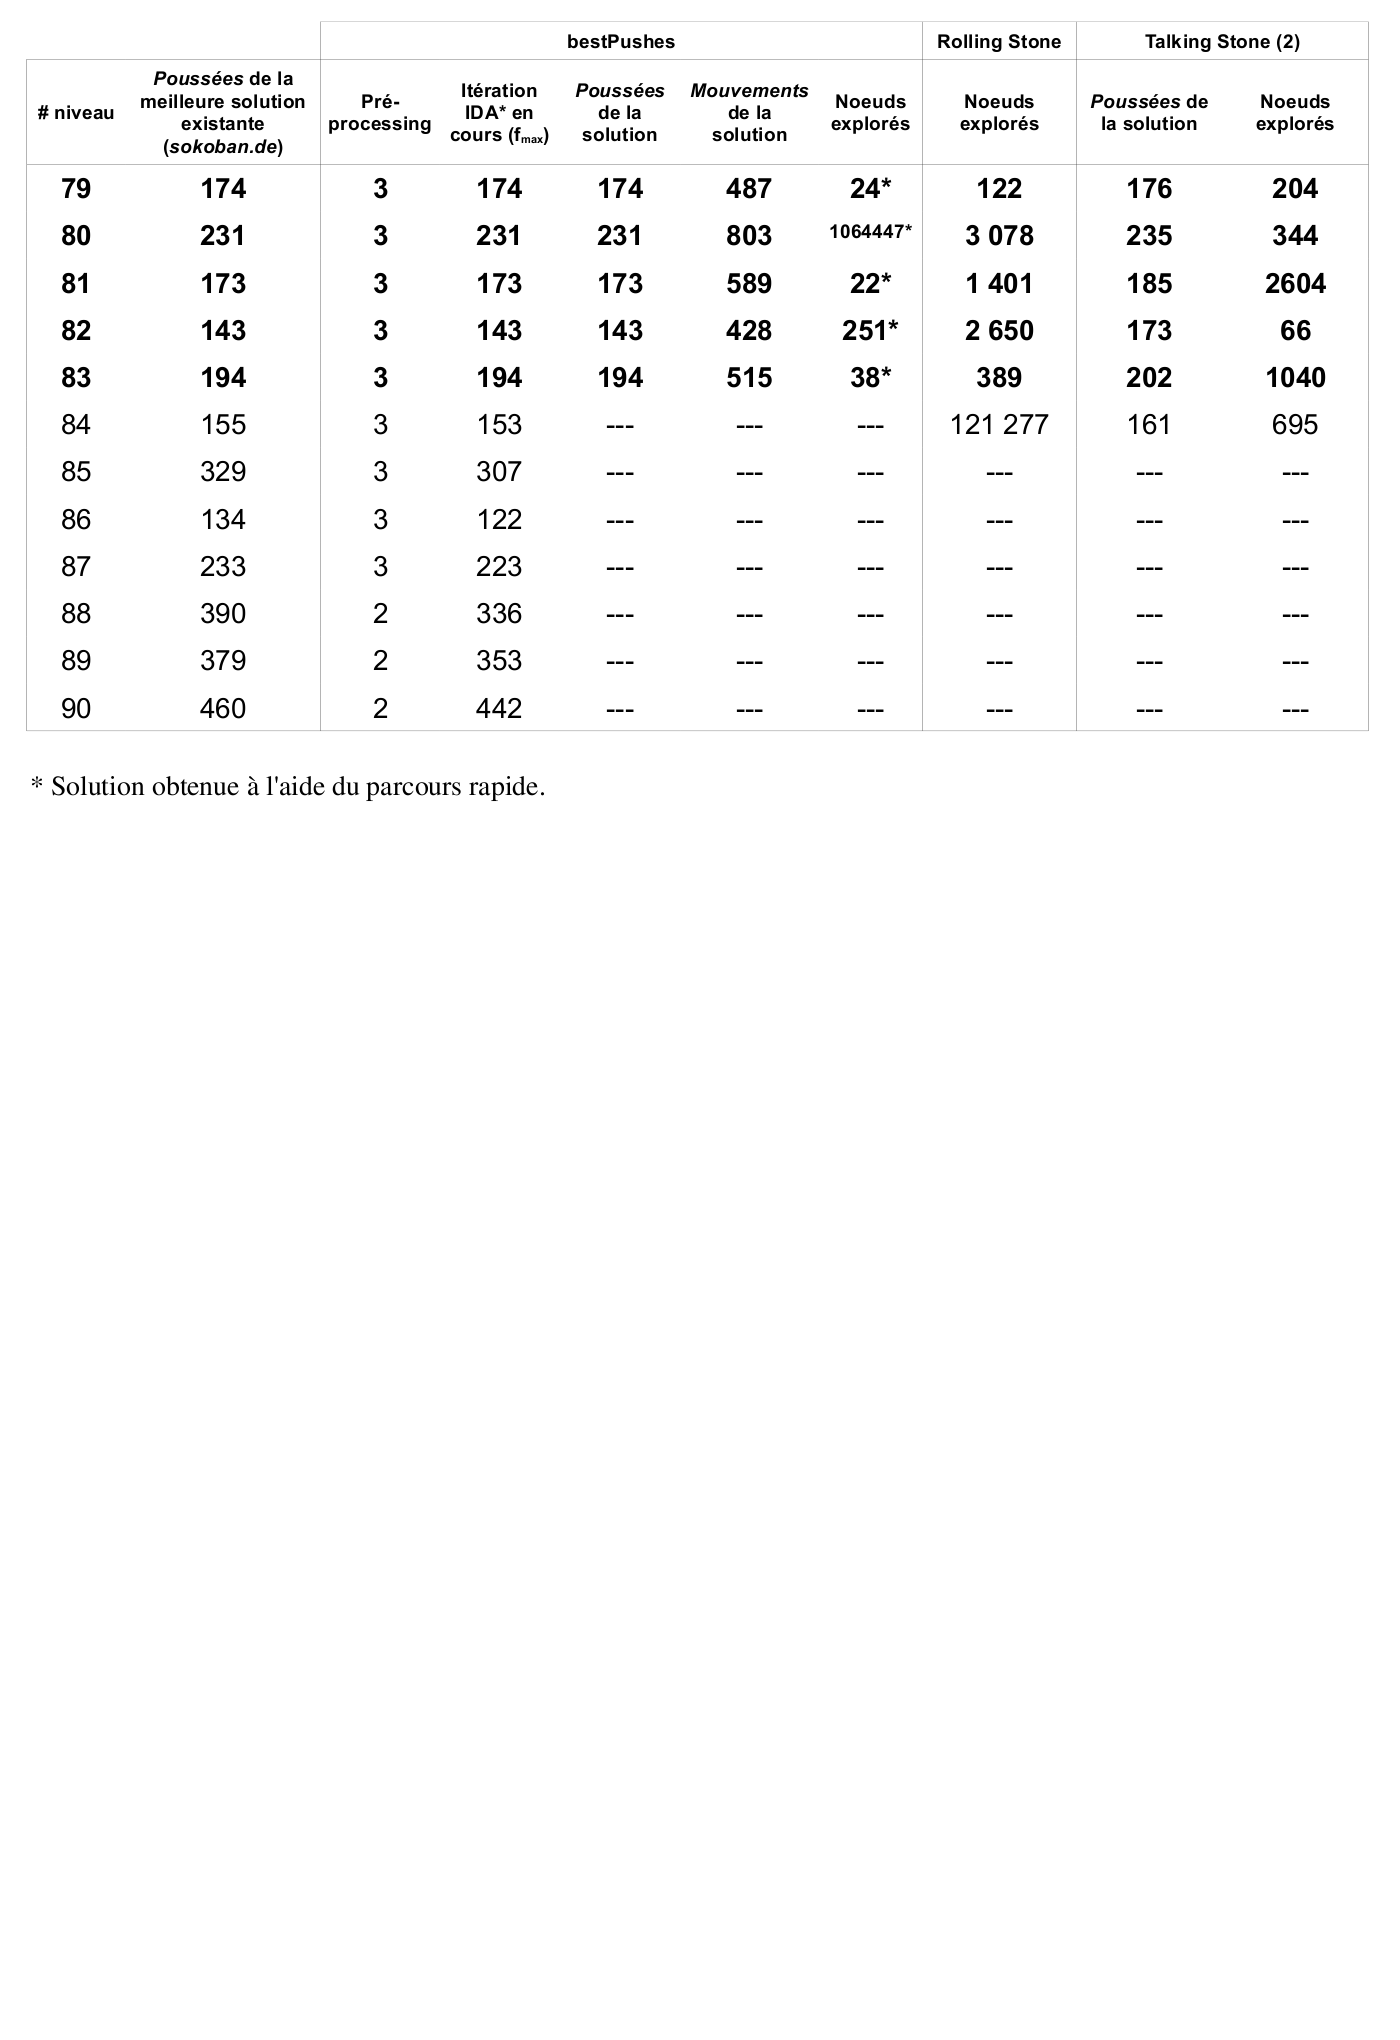 bestPushes Rolling Stone Talking Stone (2)
# niveau Poussées de la meilleure solution existante (sokoban.de) Pré-processing Itération IDA* en cours (fmax) Poussées de la solution Mouvements de la solution Noeuds explorés Noeuds explorés Poussées de la solution Noeuds explorés
79 174 3 174 174 487 24* 122 176 204
80 231 3 231 231 803 1064447* 3 078 235 344
81 173 3 173 173 589 22* 1 401 185 2604
82 143 3 143 143 428 251* 2 650 173 66
83 194 3 194 194 515 38* 389 202 1040
84 155 3 153 --- --- --- 121 277 161 695
85 329 3 307 --- --- --- --- --- ---
86 134 3 122 --- --- --- --- --- ---
87 233 3 223 --- --- --- --- --- ---
88 390 2 336 --- --- --- --- --- ---
89 379 2 353 --- --- --- --- --- ---
90 460 2 442 --- --- --- --- --- ---
* Solution obtenue à l'aide du parcours rapide.